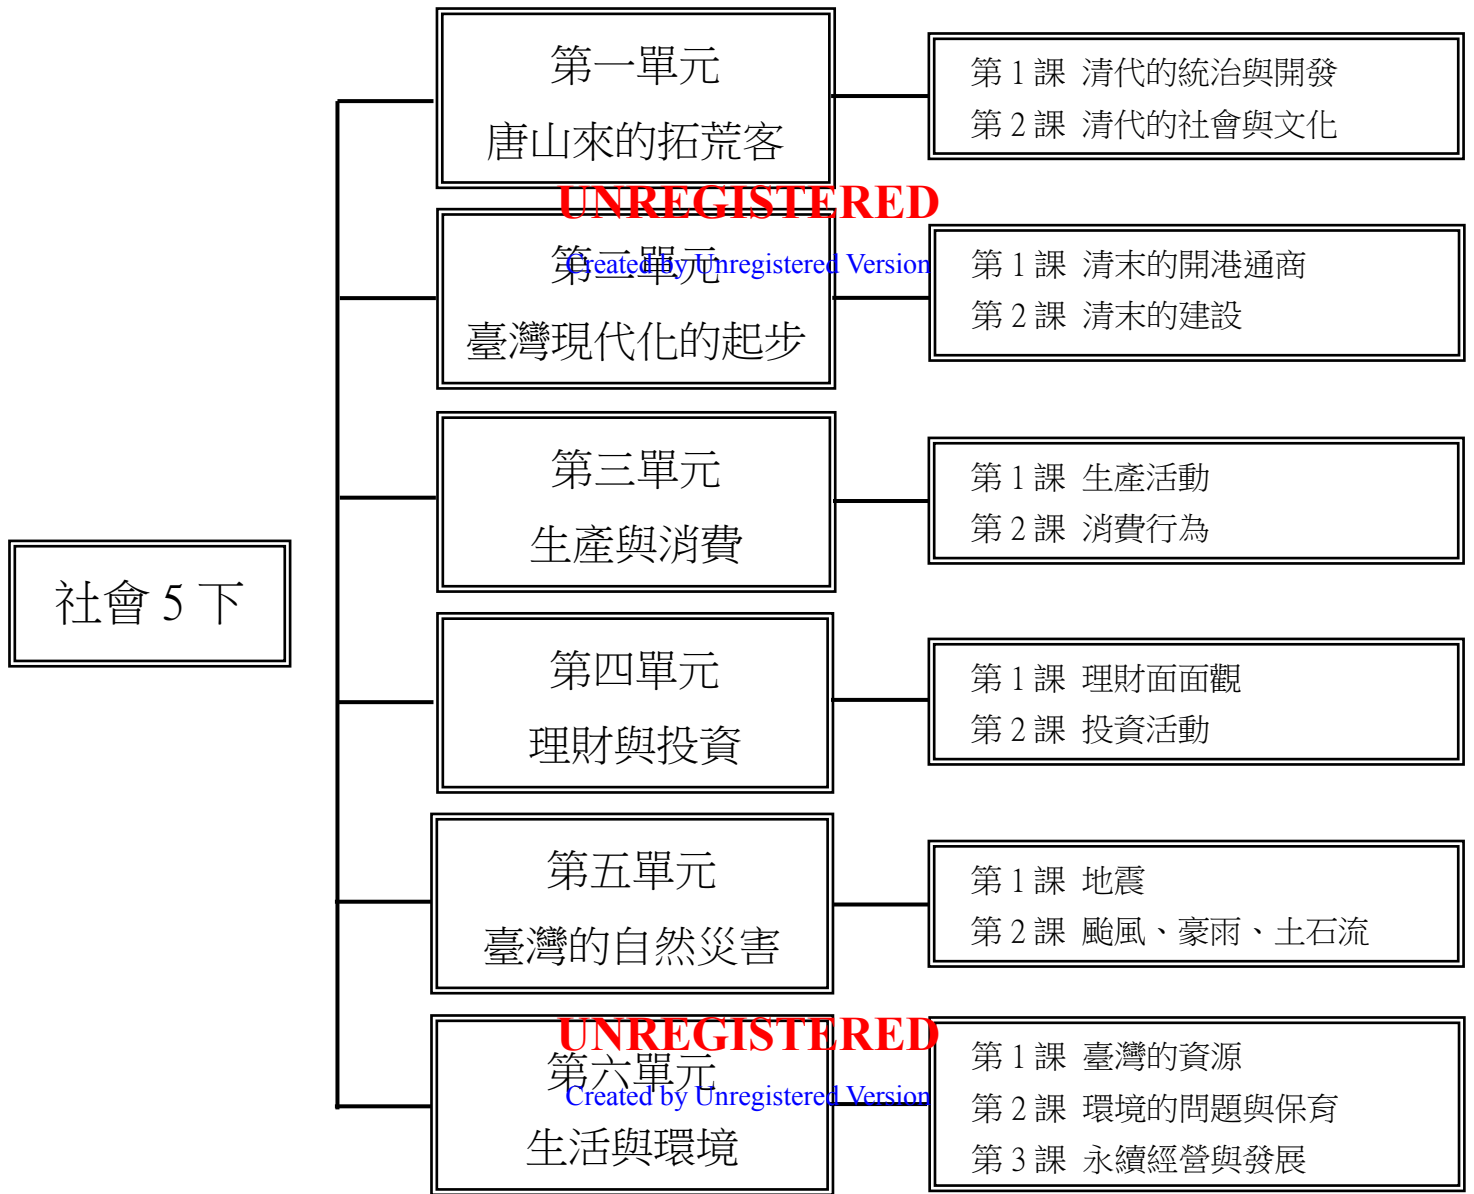 第一單元
唐山來的拓荒客
第 1 課 清代的統治與開發
第 2 課 清代的社會與文化
UNREGISTERED
Created by Unregistered Version
第二單元
臺灣現代化的起步
第 1 課 清末的開港通商
第 2 課 清末的建設
第三單元
生產與消費
第 1 課 生產活動
第 2 課 消費行為
社會 5 下
第四單元
理財與投資
第 1 課 理財面面觀
第 2 課 投資活動
第五單元
臺灣的自然災害
第 1 課 地震
第 2 課 颱風、豪雨、土石流
UNREGISTERED
第六單元
Created by Unregistered Version
生活與環境
第 1 課 臺灣的資源
第 2 課 環境的問題與保育
第 3 課 永續經營與發展